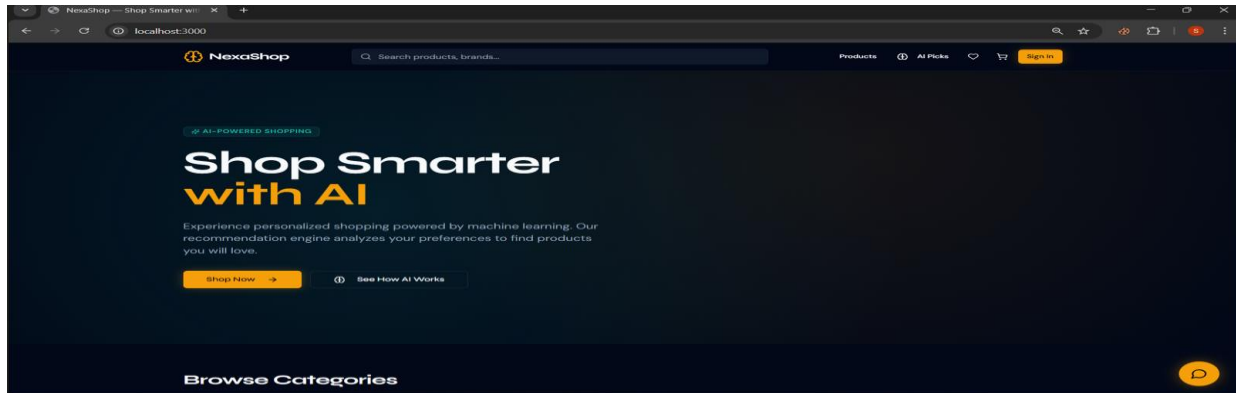 NexaShop — Shop Smarter wit
localhost:3000
S
NexaShop
Search products, brands...
Products
AI Picks
Sign in
AI-POWERED SHOPPING
Shop Smarter
with AI
Experience personalized shopping powered by machine learning. Our
recommendation engine analyzes your preferences to find products
you will love.
Shop Now →
See How AI Works
Browse Categories